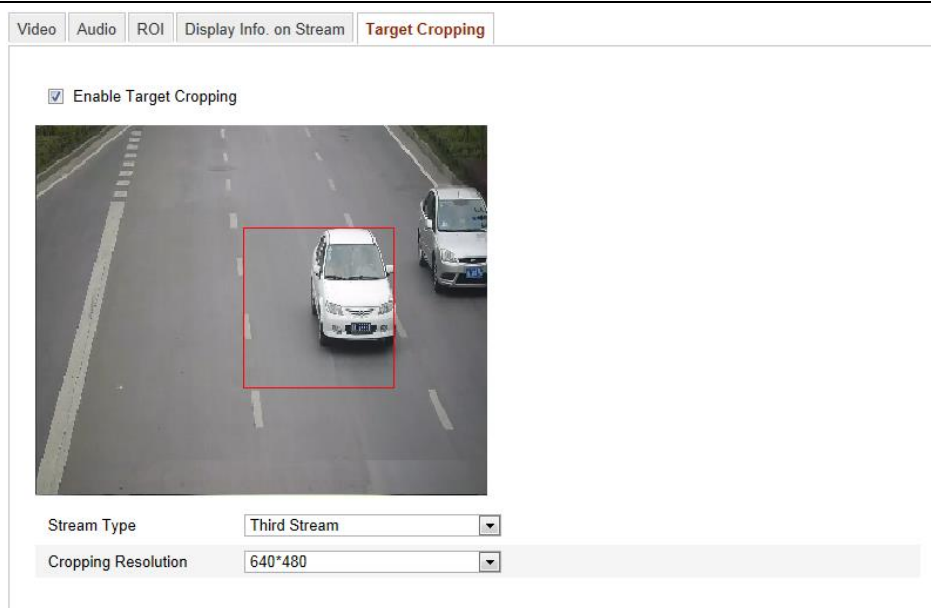 Video Audio ROI Display Info. on Stream Target Cropping
Enable Target Cropping
Stream Type Third Stream
Cropping Resolution 640*480